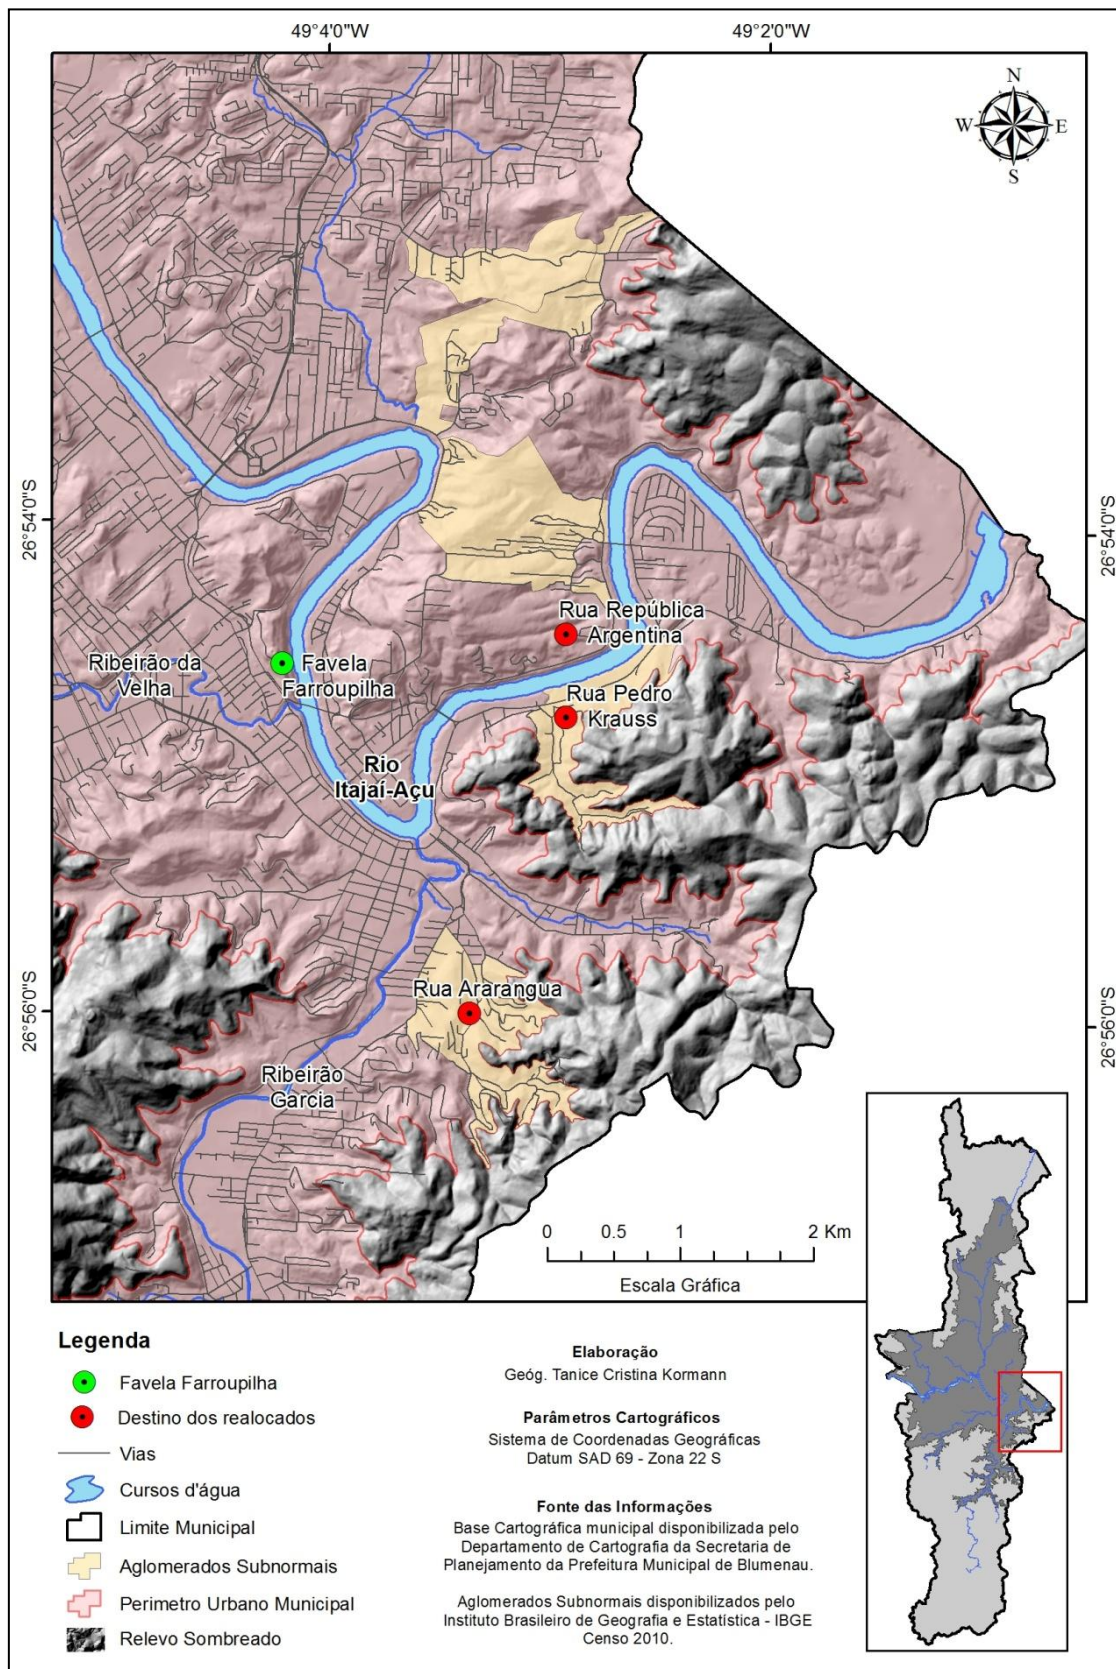 49°4'0"W
49°2'0"W
N
W
E
S
26°54'0"S
26°54'0"S
Rua República
Argentina
Ribeirão da
Velha
Favela
Farroupilha
Rua Pedro
Krauss
Rio
Itajaí-Açu
26°56'0"S
26°56'0"S
Rua Ararangua
Ribeirão
Garcia
0 0.5 1 2 Km
Escala Gráfica
Legenda
Favela Farroupilha
Destino dos realocados
Vias
Cursos d'água
Limite Municipal
Aglomerados Subnormais
Perimetro Urbano Municipal
Relevo Sombreado
Elaboração
Geóg. Tanice Cristina Kormann
Parâmetros Cartográficos
Sistema de Coordenadas Geográficas
Datum SAD 69 - Zona 22 S
Fonte das Informações
Base Cartográfica municipal disponibilizada pelo
Departamento de Cartografia da Secretaria de
Planejamento da Prefeitura Municipal de Blumenau.
Aglomerados Subnormais disponibilizados pelo
Instituto Brasileiro de Geografia e Estatística - IBGE
Censo 2010.